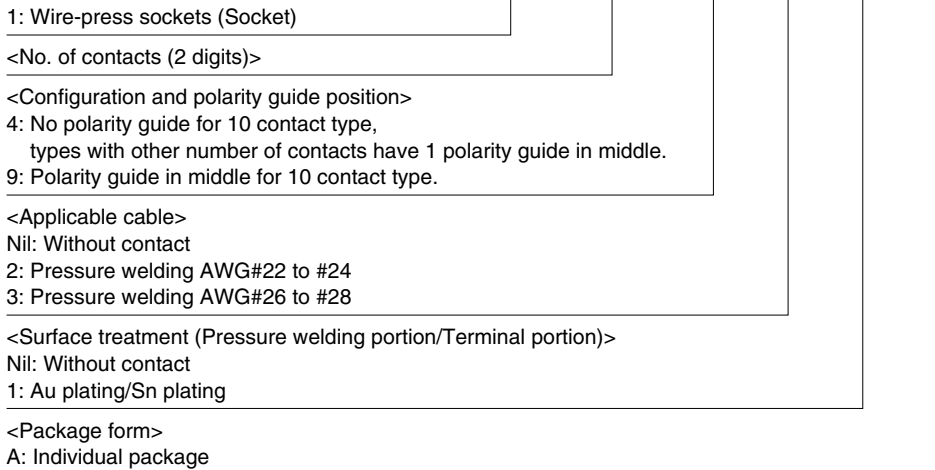 1: Wire-press sockets (Socket)
<No. of contacts (2 digits)>
<Configuration and polarity guide position>
4: No polarity guide for 10 contact type,
types with other number of contacts have 1 polarity guide in middle.
9: Polarity guide in middle for 10 contact type.
<Applicable cable>
Nil: Without contact
2: Pressure welding AWG#22 to #24
3: Pressure welding AWG#26 to #28
<Surface treatment (Pressure welding portion/Terminal portion)>
Nil: Without contact
1: Au plating/Sn plating
<Package form>
A: Individual package